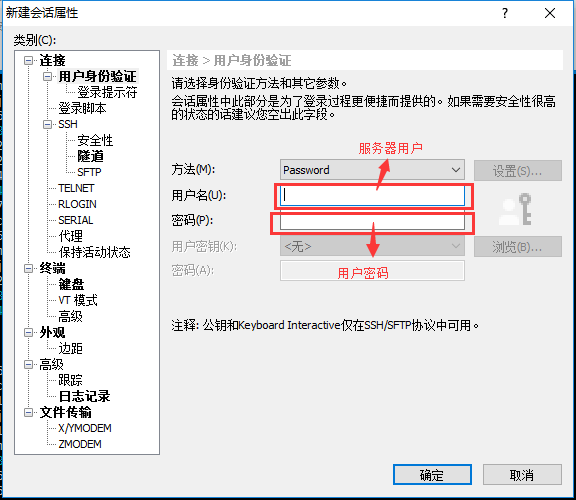 新建会话属性
类别(C):
连接
用户身份验证
登录提示符
登录脚本
SSH
安全性
隧道
SFTP
TELNET
RLOGIN
SERIAL
代理
保持活动状态
终端
键盘
VT 模式
高级
外观
边距
高级
跟踪
日志记录
文件传输
X/YMODEM
ZMODEM
连接 > 用户身份验证
请选择身份验证方法和其它参数。
会话属性中此部分是为了登录过程更便捷而提供的。如果需要安全性很高
的状态的话建议您空出此字段。
服务器用户
方法(M):
Password
设置(S)...
用户名(U):
密码(P):
用户密钥(K):
<无>
浏览(B)...
密码(A):
用户密码
注释: 公钥和Keyboard Interactive仅在SSH/SFTP协议中可用。
确定
取消